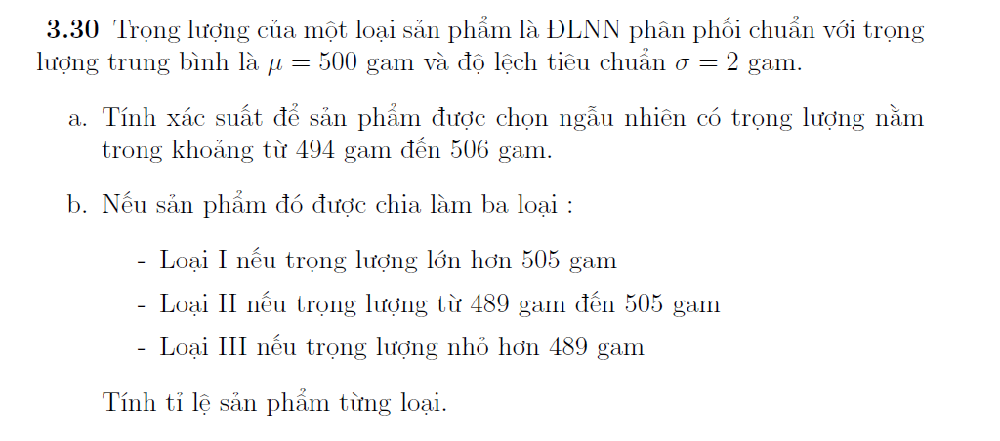 3.30 Trọng lượng của một loại sản phẩm là ĐLNN phân phối chuẩn với trọng
lượng trung bình là μ = 500 gam và độ lệch tiêu chuẩn σ = 2 gam.
a. Tính xác suất để sản phẩm được chọn ngẫu nhiên có trọng lượng nằm
trong khoảng từ 494 gam đến 506 gam.
b. Nếu sản phẩm đó được chia làm ba loại :
- Loại I nếu trọng lượng lớn hơn 505 gam
- Loại II nếu trọng lượng từ 489 gam đến 505 gam
- Loại III nếu trọng lượng nhỏ hơn 489 gam
Tính tỉ lệ sản phẩm từng loại.